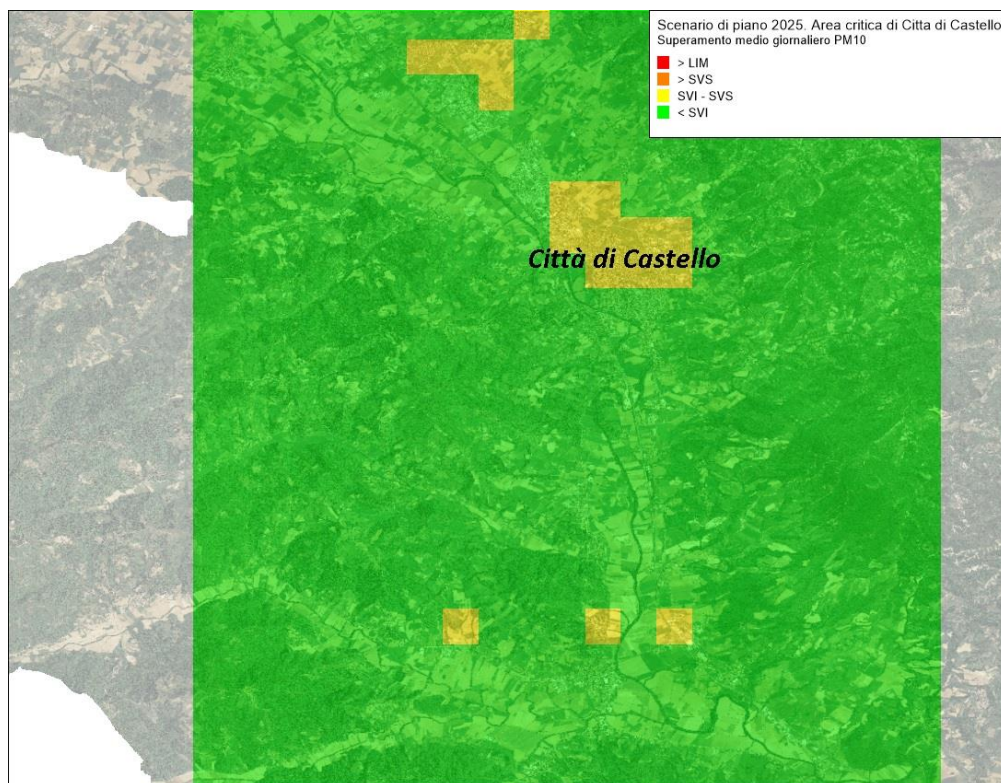 Scenario di piano 2025. Area critica di Citta di Castello
Superamento medio giornaliero PM10
> LIM
> SVS
SVI - SVS
< SVI
Città di Castello